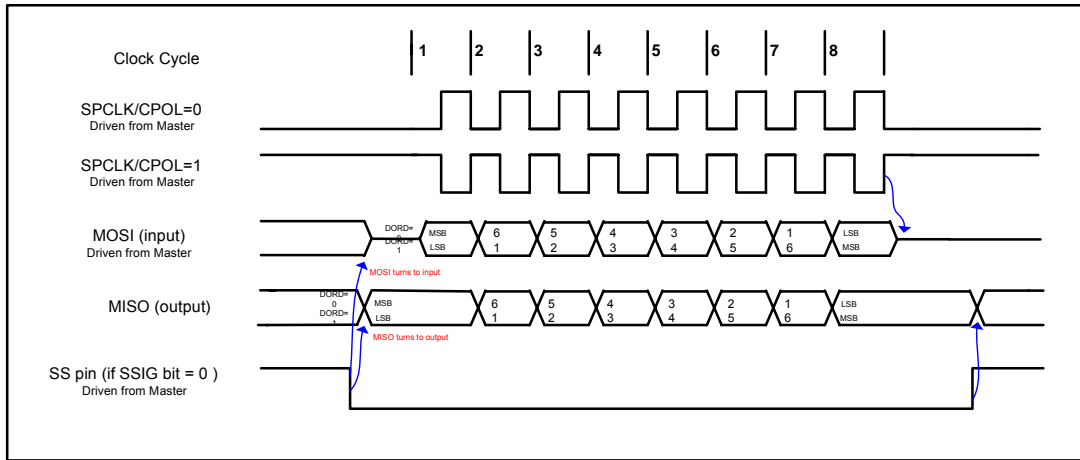 Clock Cycle
1 2 3 4 5 6 7 8
SPCLK/CPOL=0
Driven from Master
SPCLK/CPOL=1
Driven from Master
MOSI (input)
Driven from Master
DORD=
0
DORD=
1
MSB 6 5 4 3 2 1 LSB
LSB 1 2 3 4 5 6 MSB
MOSI turns to input
MISO (output)
DORD=
0
DORD=
1
MSB 6 5 4 3 2 1 LSB
LSB 1 2 3 4 5 6 MSB
MISO turns to output
SS pin (if SSIG bit = 0 )
Driven from Master